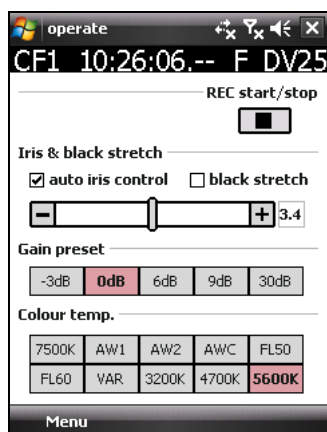 operate
CF1 10:26:06.-- F DV25
REC start/stop
Iris & black stretch
auto iris control black stretch
− + 3.4
Gain preset
-3dB 0dB 6dB 9dB 30dB
Colour temp.
7500K AW1 AW2 AWC FL50
FL60 VAR 3200K 4700K 5600K
Menu